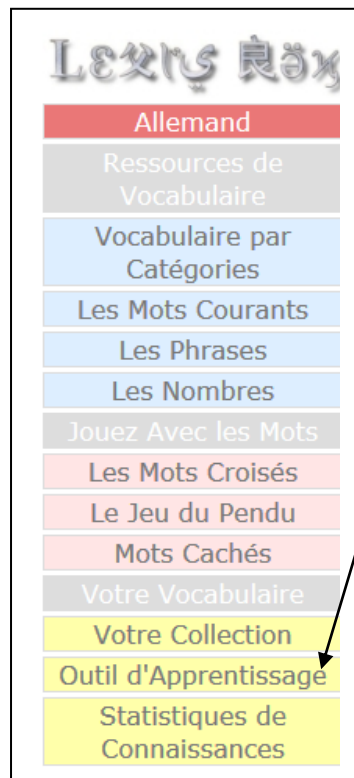 Allemand
Ressources de
Vocabulaire
Vocabulaire par
Catégories
Les Mots Courants
Les Phrases
Les Nombres
Jouez Avec les Mots
Les Mots Croisés
Le Jeu du Pendu
Mots Cachés
Votre Vocabulaire
Votre Collection
Outil d'Apprentissage
Statistiques de
Connaissances